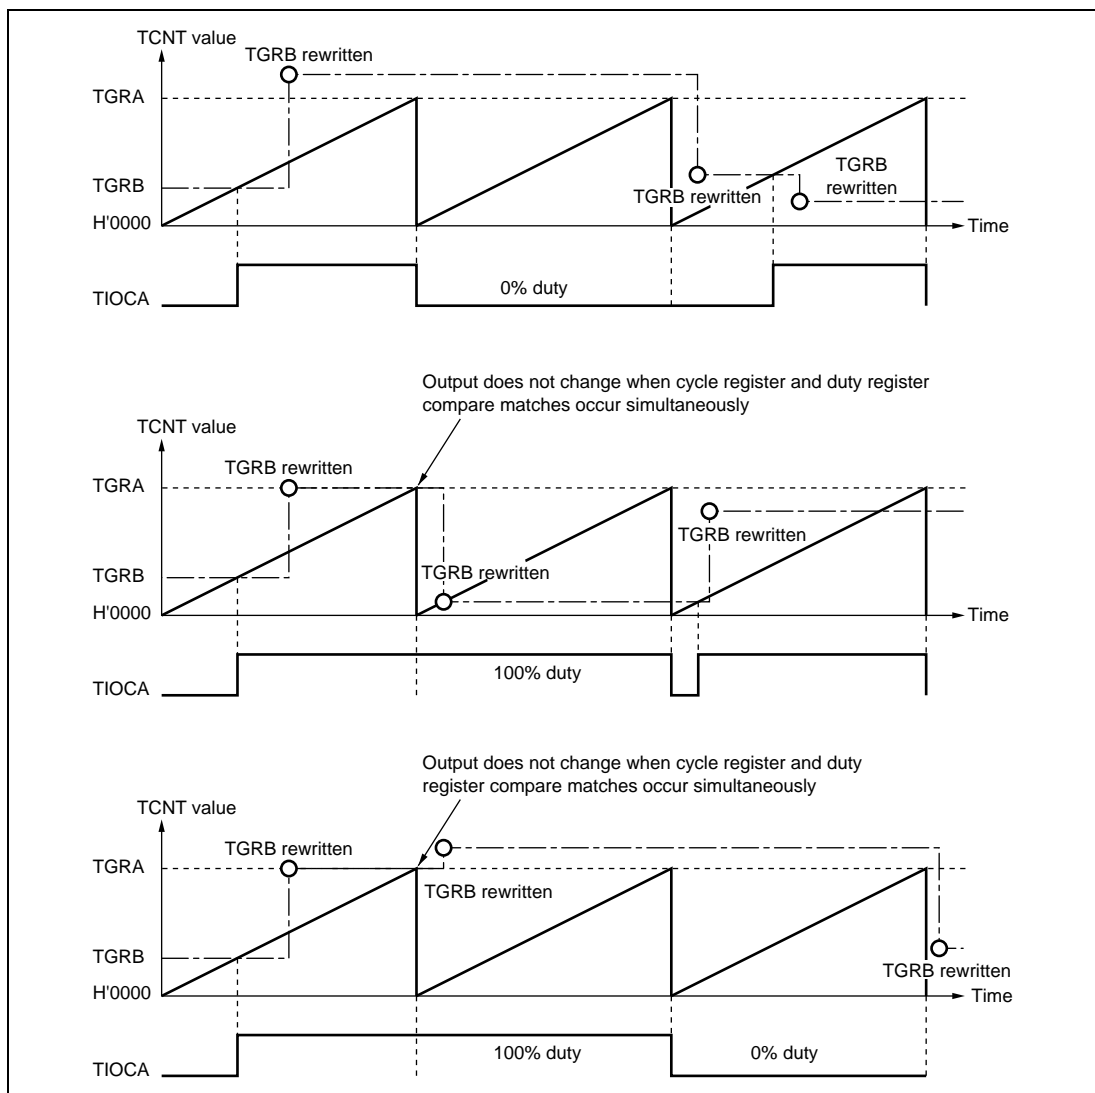 TCNT value
TGRB rewritten
TGRA
TGRB
rewritten
TGRB
TGRB rewritten
H'0000
Time
0% duty
TIOCA
Output does not change when cycle register and duty register
compare matches occur simultaneously
TCNT value
TGRB rewritten
TGRA
TGRB rewritten
TGRB
TGRB rewritten
H'0000
Time
100% duty
TIOCA
Output does not change when cycle register and duty
register compare matches occur simultaneously
TCNT value
TGRB rewritten
TGRA
TGRB rewritten
TGRB
TGRB rewritten
H'0000
Time
100% duty
0% duty
TIOCA